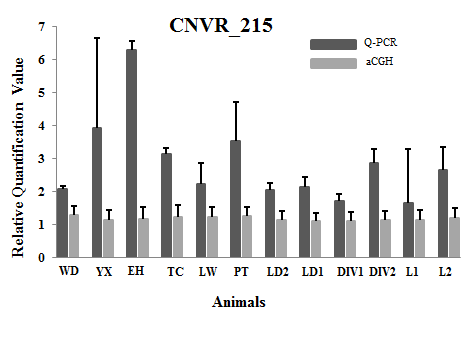 CNVR_215
Q-PCR
aCGH
Relative Quantification Value
7
6
5
4
3
2
1
0
WD YX EH TC LW PT LD2 LD1 DIV1 DIV2 L1 L2
Animals